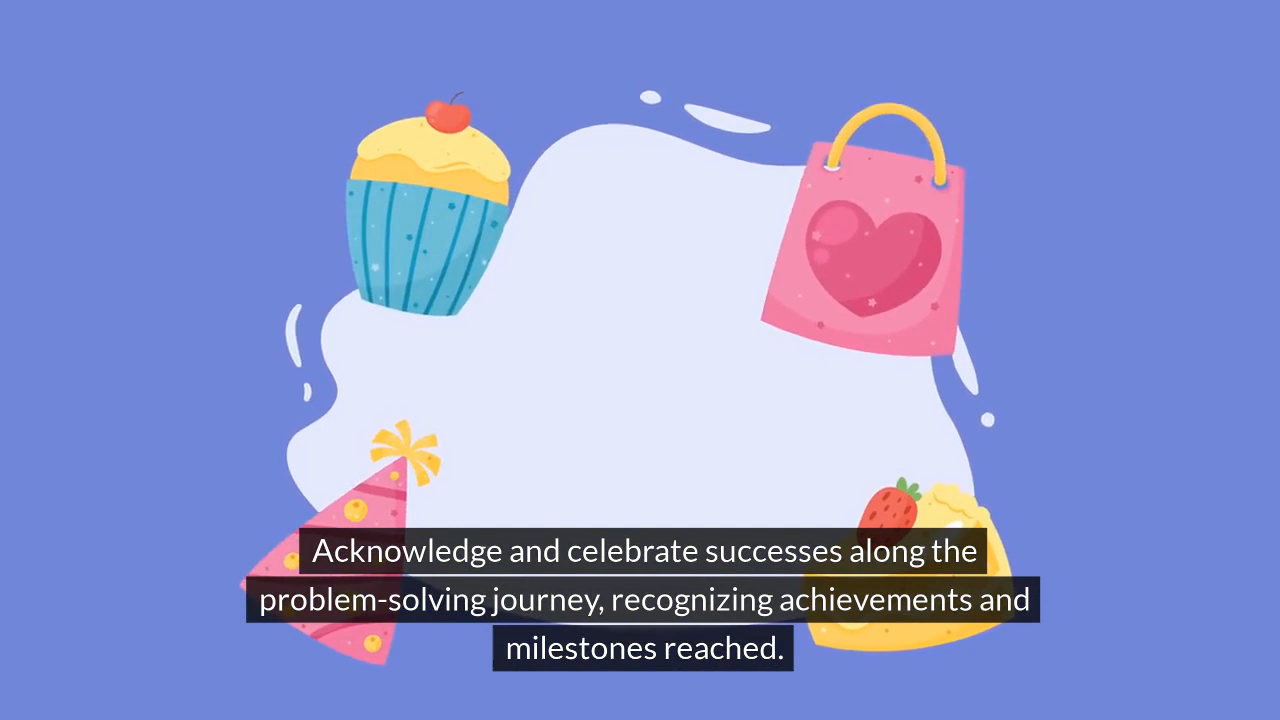 Acknowledge and celebrate successes along the
problem-solving journey, recognizing achievements and
milestones reached.